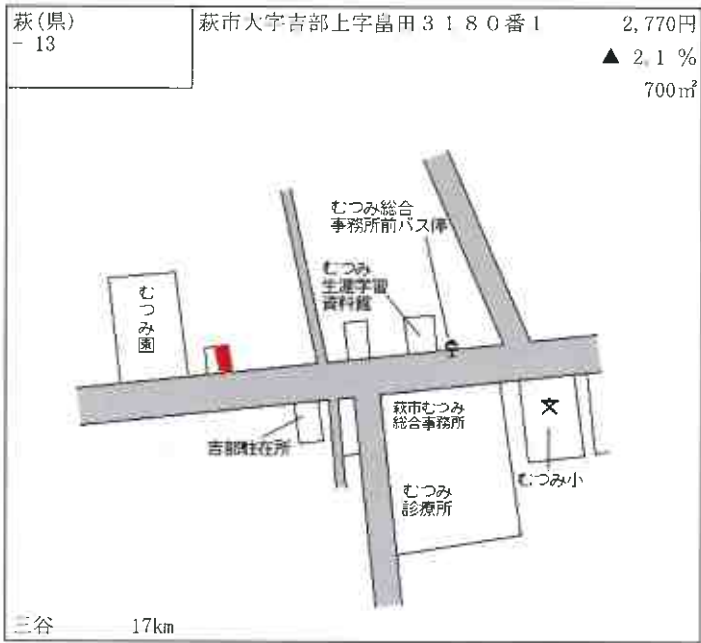 萩(県)
- 13
萩市大字吉部上字畠田3180番1
2,770円
▲ 2.1 %
700㎡
むつみ総合
事務所前バス停
むつみ
生涯学習
資料館
むつみ園
萩市むつみ
総合事務所
吉部駐在所
むつみ
診療所
文
むつみ小
三谷 17km